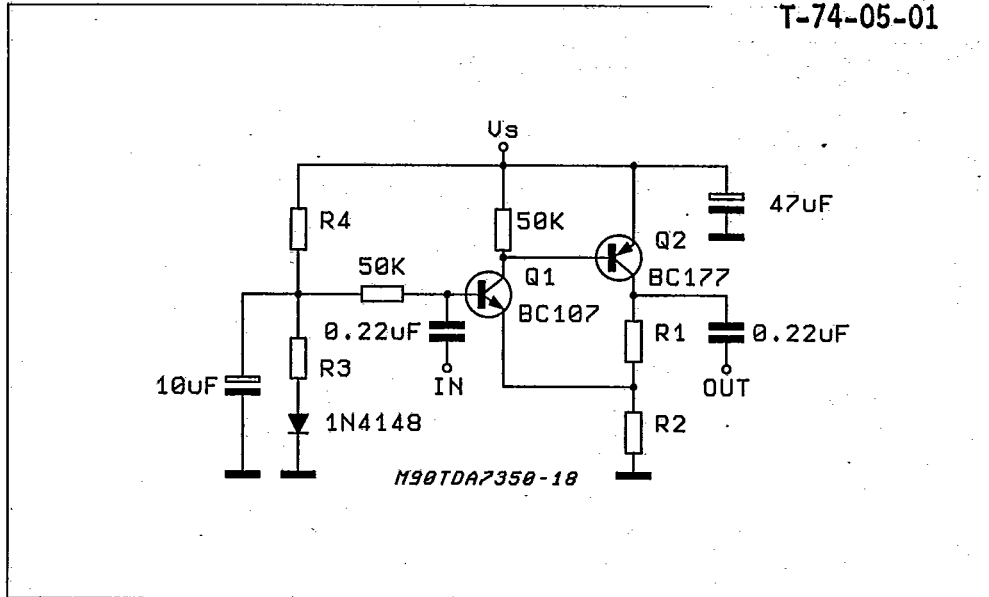 T-74-05-01
Vs
R4
50K
47uF
Q2
50K
Q1
BC177
BC107
0.22uF
R1
0.22uF
R3
IN
OUT
10uF
1N4148
R2
M90TDA7350-18